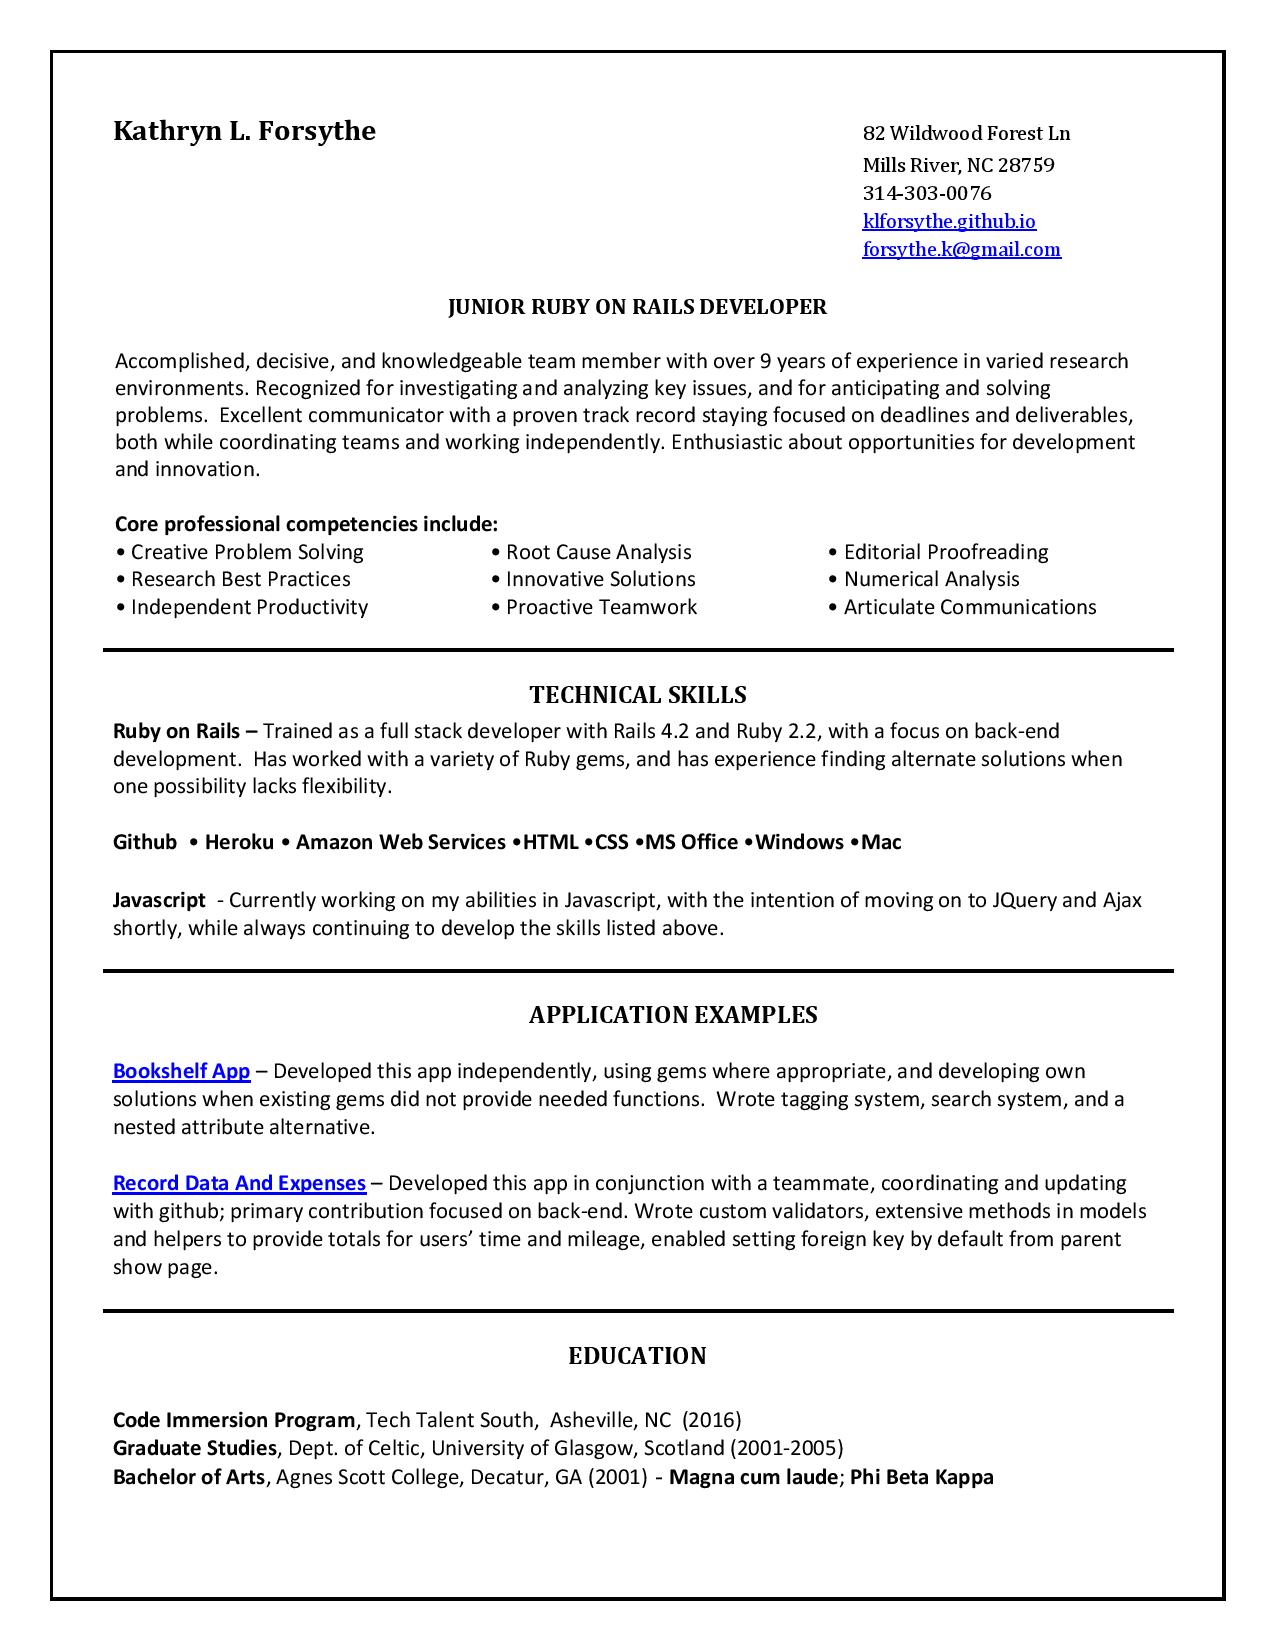 Kathryn L. Forsythe
82 Wildwood Forest Ln
Mills River, NC 28759
314-303-0076
klforsythe.github.io
forsythe.k@gmail.com
JUNIOR RUBY ON RAILS DEVELOPER
Accomplished, decisive, and knowledgeable team member with over 9 years of experience in varied research
environments. Recognized for investigating and analyzing key issues, and for anticipating and solving
problems.  Excellent communicator with a proven track record staying focused on deadlines and deliverables,
both while coordinating teams and working independently. Enthusiastic about opportunities for development
and innovation.
Core professional competencies include:
• Creative Problem Solving • Root Cause Analysis • Editorial Proofreading
• Research Best Practices • Innovative Solutions • Numerical Analysis
• Independent Productivity • Proactive Teamwork • Articulate Communications
TECHNICAL SKILLS
Ruby on Rails – Trained as a full stack developer with Rails 4.2 and Ruby 2.2, with a focus on back-end
development.  Has worked with a variety of Ruby gems, and has experience finding alternate solutions when
one possibility lacks flexibility.
Github  • Heroku • Amazon Web Services •HTML •CSS •MS Office •Windows •Mac
Javascript  - Currently working on my abilities in Javascript, with the intention of moving on to JQuery and Ajax
shortly, while always continuing to develop the skills listed above.
APPLICATION EXAMPLES
Bookshelf App – Developed this app independently, using gems where appropriate, and developing own
solutions when existing gems did not provide needed functions.  Wrote tagging system, search system, and a
nested attribute alternative.
Record Data And Expenses – Developed this app in conjunction with a teammate, coordinating and updating
with github; primary contribution focused on back-end. Wrote custom validators, extensive methods in models
and helpers to provide totals for users’ time and mileage, enabled setting foreign key by default from parent
show page.
EDUCATION
Code Immersion Program, Tech Talent South,  Asheville, NC  (2016)
Graduate Studies, Dept. of Celtic, University of Glasgow, Scotland (2001-2005)
Bachelor of Arts, Agnes Scott College, Decatur, GA (2001) - Magna cum laude; Phi Beta Kappa